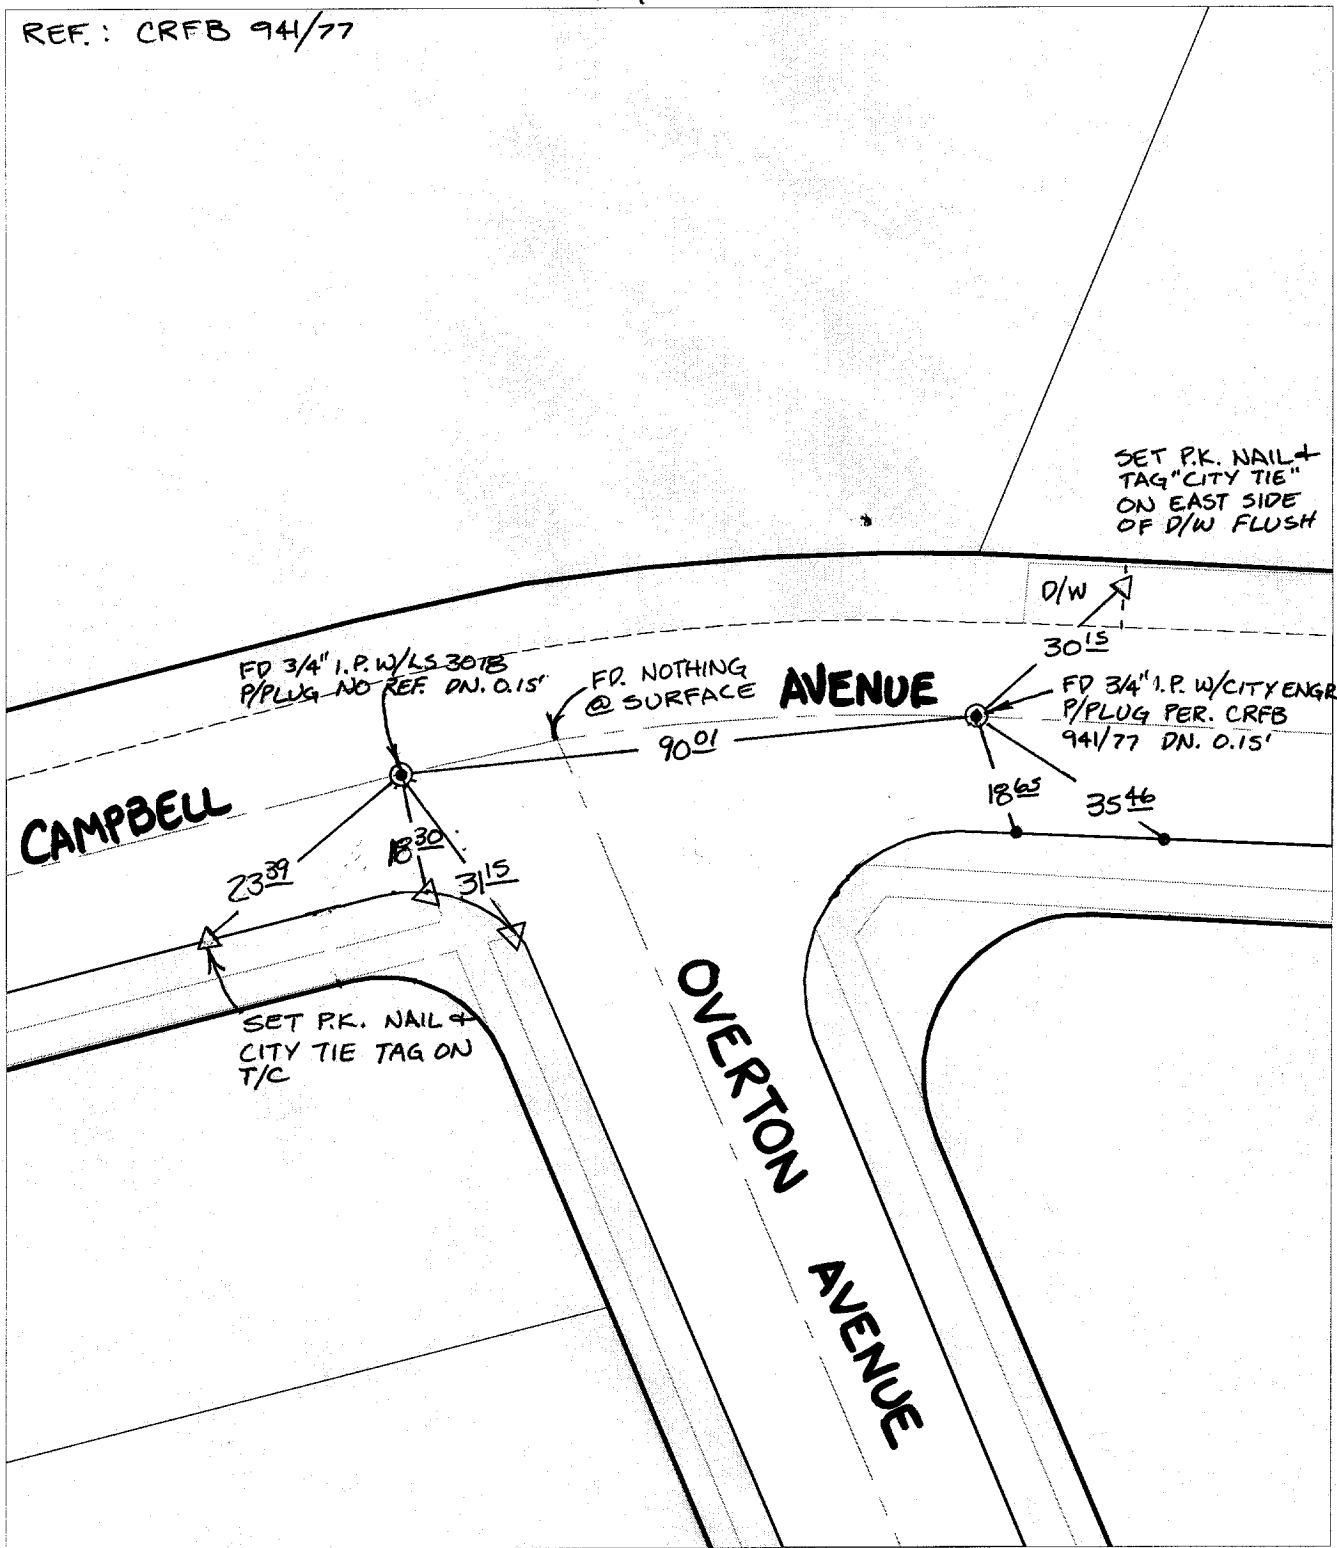 REF.: CRFB 941/77
SET P.K. NAIL &
TAG "CITY TIE"
ON EAST SIDE
OF D/W FLUSH
D/W
30 15
FD 3/4" I.P. W/LS 3078
P/PLUG NO REF. DN. 0.15'
FD. NOTHING
@ SURFACE
AVENUE
FD 3/4" I.P. W/CITY ENGR
P/PLUG PER. CRFB
941/77 DN. 0.15'
90 01
CAMPBELL
18 65
35 46
18 30
23 39
31 15
SET P.K. NAIL &
CITY TIE TAG ON
T/C
OVERTON
AVENUE